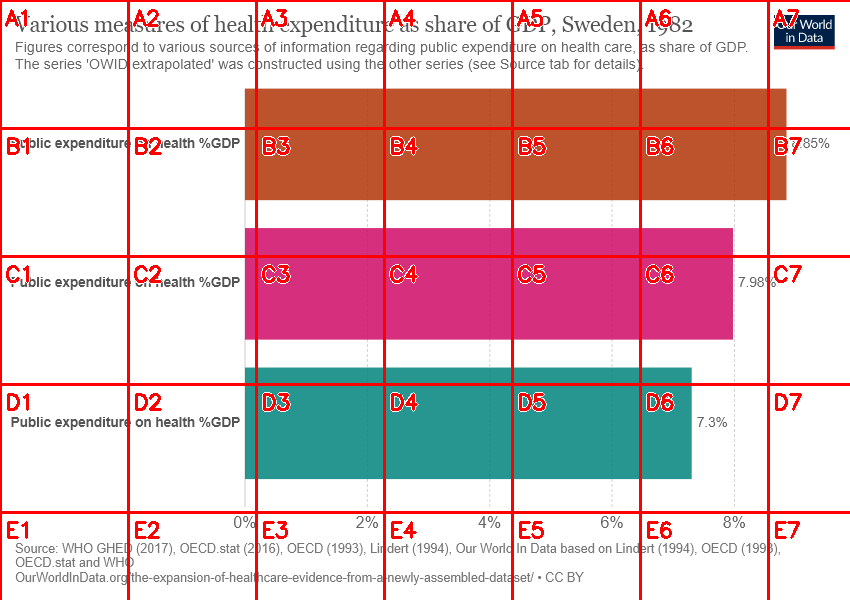 Various measures of health expenditure as share of GDP, Sweden, 1982
Our World
in Data
Figures correspond to various sources of information regarding public expenditure on health care, as share of GDP.
The series 'OWID extrapolated' was constructed using the other series (see Source tab for details).
Public expenditure on health %GDP
8.85%
Public expenditure on health %GDP
7.98%
Public expenditure on health %GDP
7.3%
0% 2% 4% 6% 8%
Source: WHO GHED (2017), OECD.stat (2016), OECD (1993), Lindert (1994), Our World In Data based on Lindert (1994), OECD (1993),
OECD.stat and WHO
OurWorldInData.org/the-expansion-of-healthcare-evidence-from-a-newly-assembled-dataset/ • CC BY
A1 A2 A3 A4 A5 A6 A7
B1 B2 B3 B4 B5 B6 B7
C1 C2 C3 C4 C5 C6 C7
D1 D2 D3 D4 D5 D6 D7
E1 E2 E3 E4 E5 E6 E7